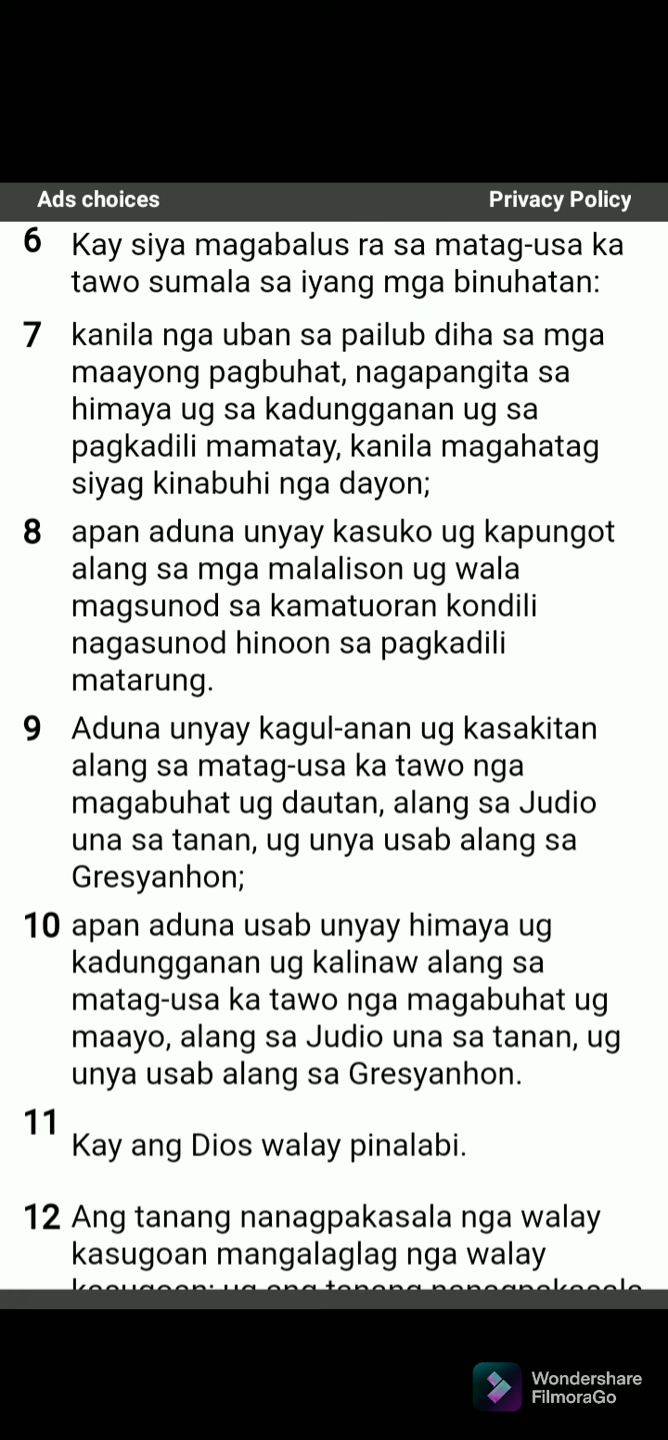 Ads choices Privacy Policy
6 Kay siya magabalus ra sa matag-usa ka
tawo sumala sa iyang mga binuhatan:
7 kanila nga uban sa pailub diha sa mga
maayong pagbuhat, nagapangita sa
himaya ug sa kadungganan ug sa
pagkadili mamatay, kanila magahatag
siyag kinabuhi nga dayon;
8 apan aduna unyay kasuko ug kapungot
alang sa mga malalison ug wala
magsunod sa kamatuoran kondili
nagasunod hinoon sa pagkadili
matarung.
9 Aduna unyay kagul-anan ug kasakitan
alang sa matag-usa ka tawo nga
magabuhat ug dautan, alang sa Judio
una sa tanan, ug unya usab alang sa
Gresyanhon;
10 apan aduna usab unyay himaya ug
kadungganan ug kalinaw alang sa
matag-usa ka tawo nga magabuhat ug
maayo, alang sa Judio una sa tanan, ug
unya usab alang sa Gresyanhon.
11 Kay ang Dios walay pinalabi.
12 Ang tanang nanagpakasala nga walay
kasugoan mangalaglag nga walay
kasugoan; ug ang tanang nanagpakasala
Wondershare
FilmoraGo